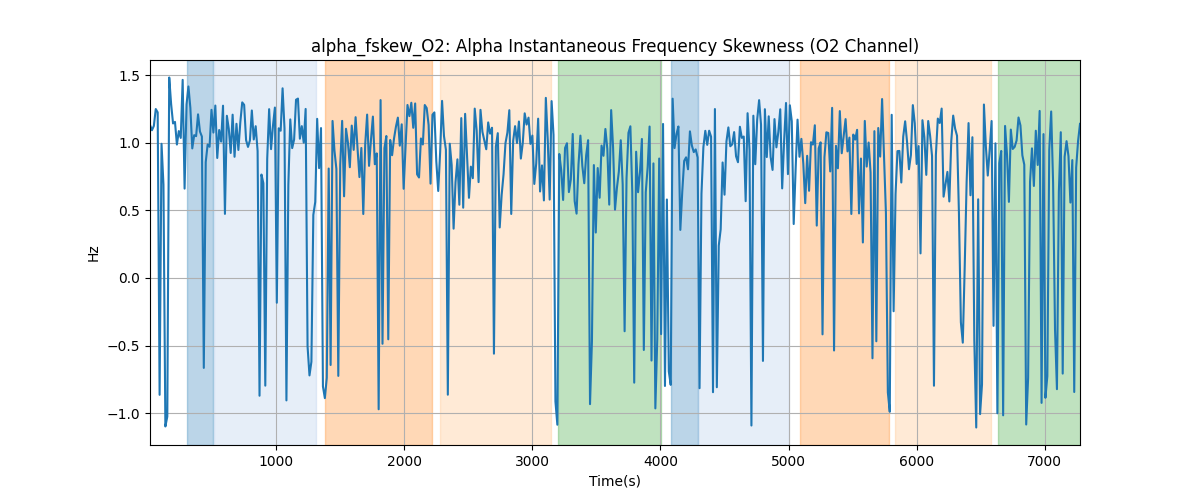 alpha_fskew_O2: Alpha Instantaneous Frequency Skewness (O2 Channel)
1.5
1.0
0.5
0.0
−0.5
−1.0
Hz
1000 2000 3000 4000 5000 6000 7000
Time(s)